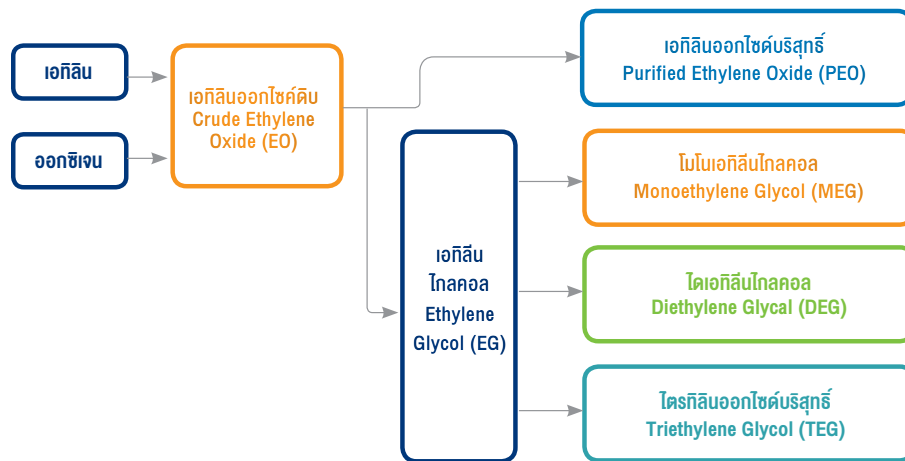 เอทิลีน
ออกซิเจน
เอทิลินออกไซค์ดิบ
Crude Ethylene
Oxide (EO)
เอทิลีน
ไกลคอล
Ethylene
Glycol (EG)
เอทิลินออกไซด์บริสุทธิ์
Purified Ethylene Oxide (PEO)
โมโนเอทิลีนไกลคอล
Monoethylene Glycol (MEG)
ไดเอทิลีนไกลคอล
Diethylene Glycal (DEG)
ไตรทิลินออกไซด์บริสุทธิ์
Triethylene Glycol (TEG)